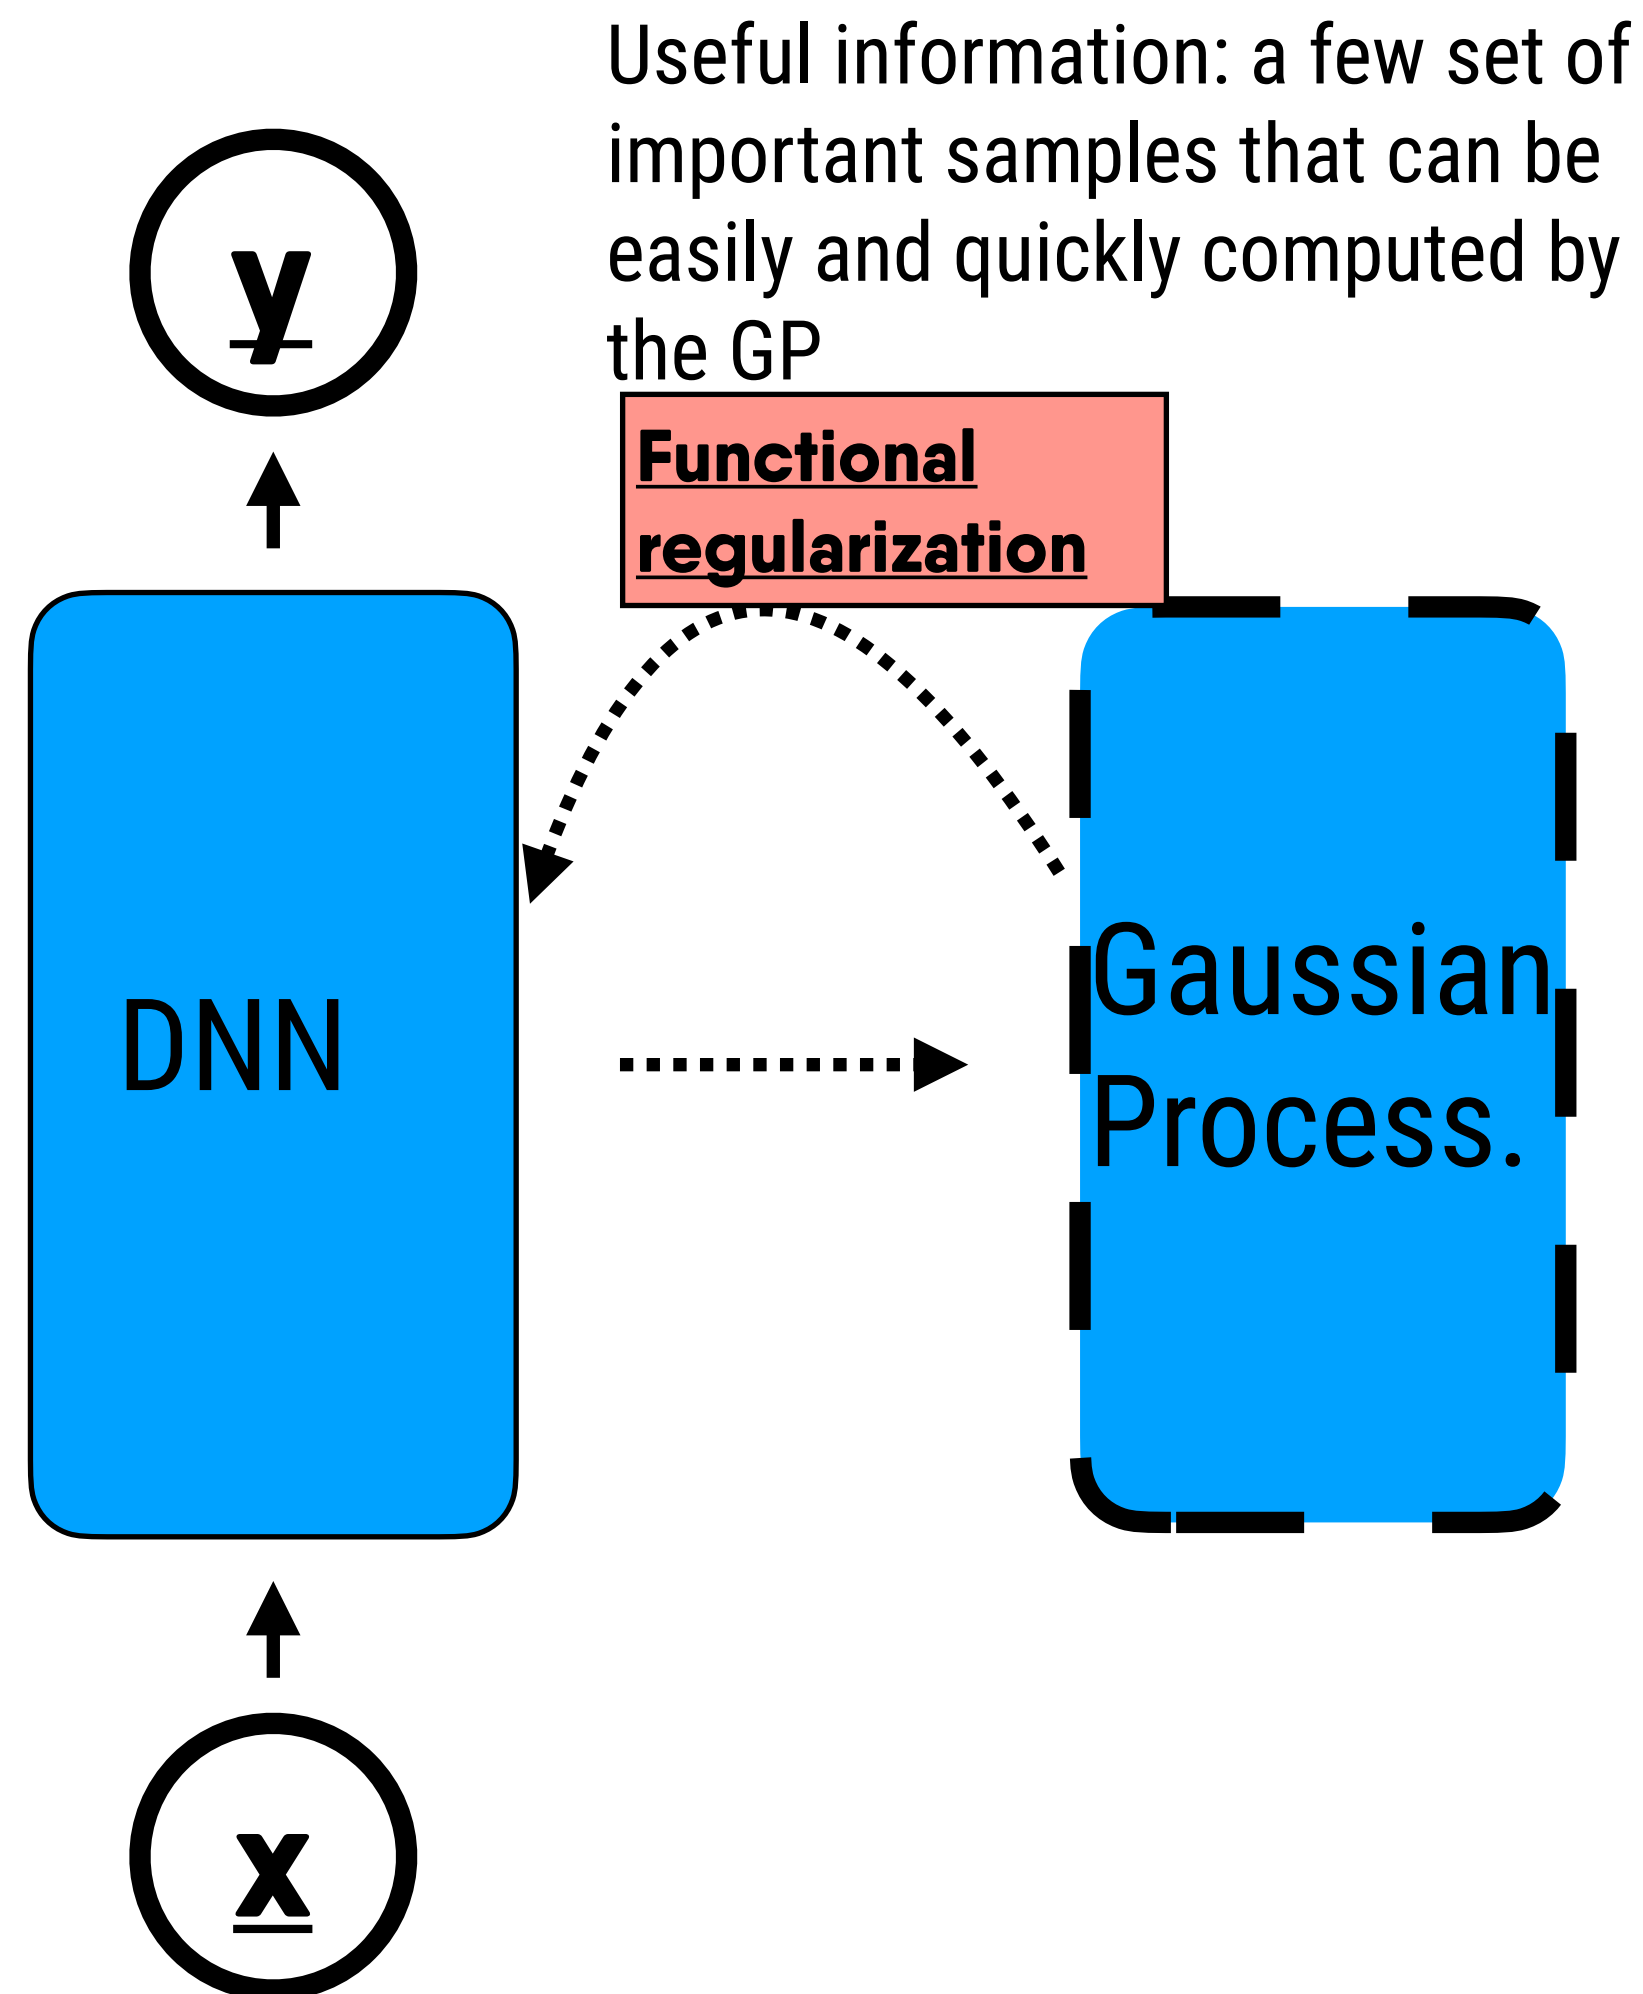 Useful information: a few set of
important samples that can be
easily and quickly computed by
the GP
y
Functional
regularization
DNN
Gaussian
Process.
x